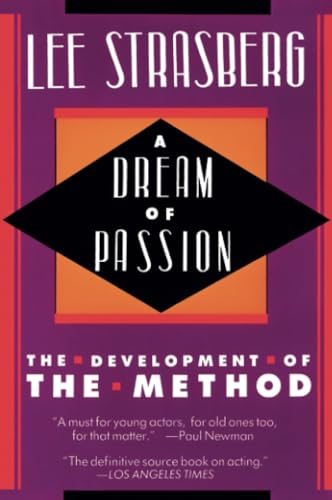 LEE STRASBERG
A
DREAM
OF
PASSION
THE ▪ DEVELOPMENT ▪ OF
THE ▪ METHOD
"A must for young actors, for old ones too,
for that matter." —Paul Newman
"The definitive source book on acting."
—LOS ANGELES TIMES